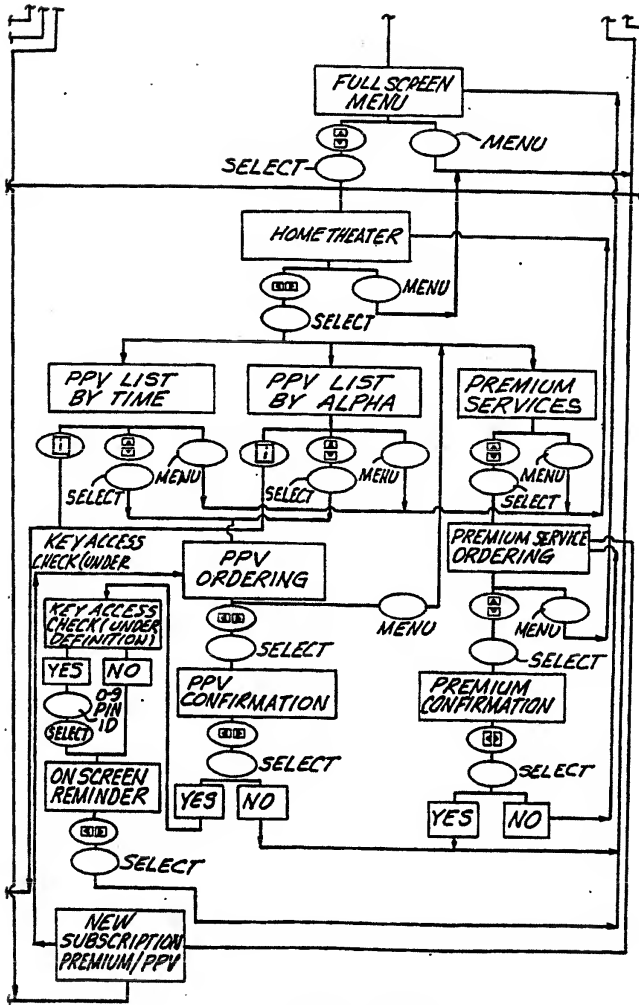 FULL SCREEN
MENU
MENU
SELECT
HOME THEATER
MENU
SELECT
PPV LIST
BY TIME
PPV LIST
BY ALPHA
PREMIUM
SERVICES
i
SELECT
MENU
i
SELECT
MENU
MENU
SELECT
KEY ACCESS
CHECK(UNDER
PPV
ORDERING
PREMIUM SERVICE
ORDERING
KEY ACCESS
CHECK(UNDER
DEFINITION)
MENU
MENU
SELECT
SELECT
YES
NO
0-9
PIN
ID
SELECT
PPV
CONFIRMATION
PREMIUM
CONFIRMATION
ON SCREEN
REMINDER
SELECT
SELECT
YES
NO
YES
NO
SELECT
NEW
SUBSCRIPTION
PREMIUM/PPV